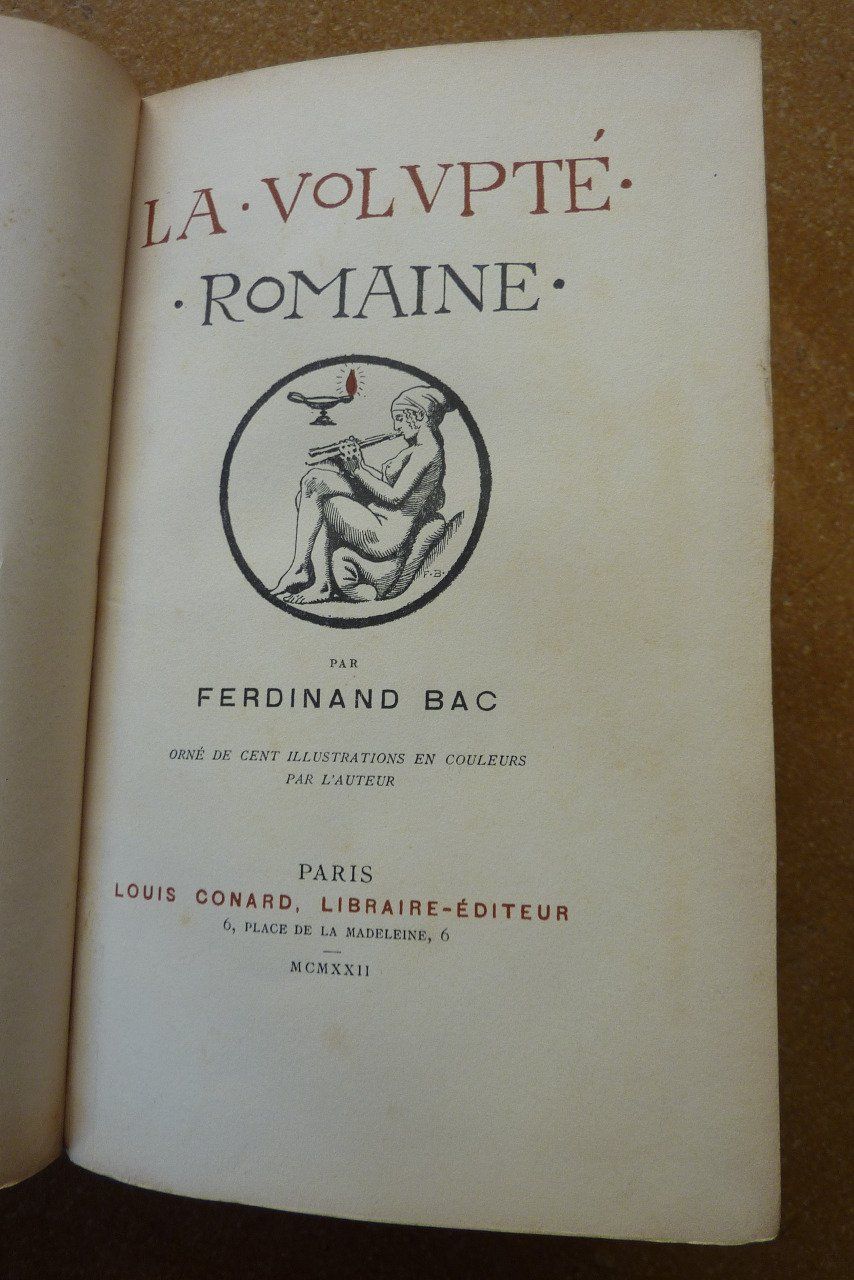 LA · VOLVPTÉ ·
· ROMAINE ·
F·B·
PAR
FERDINAND BAC
ORNÉ DE CENT ILLUSTRATIONS EN COULEURS
PAR L'AUTEUR
PARIS
LOUIS CONARD, LIBRAIRE-ÉDITEUR
6, PLACE DE LA MADELEINE, 6
MCMXXII